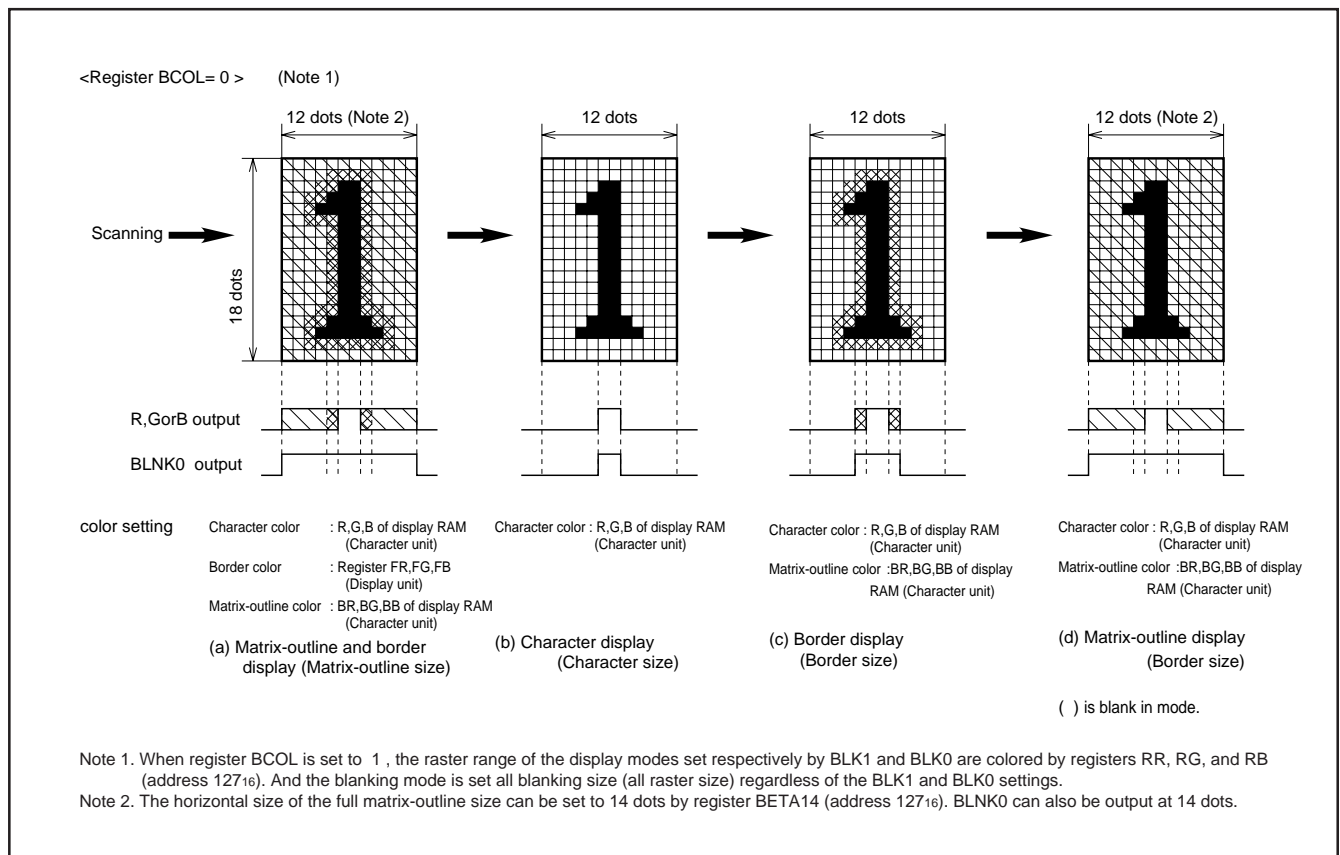 <Register BCOL= 0 > (Note 1)
12 dots (Note 2)
12 dots
12 dots
12 dots (Note 2)
Scanning
18 dots
R,GorB output
BLNK0 output
color setting
Character color : R,G,B of display RAM
(Character unit)
Border color : Register FR,FG,FB
(Display unit)
Matrix-outline color : BR,BG,BB of display RAM
(Character unit)
(a) Matrix-outline and border
display (Matrix-outline size)
Character color : R,G,B of display RAM
(Character unit)
(b) Character display
(Character size)
Character color : R,G,B of display RAM
(Character unit)
Matrix-outline color :BR,BG,BB of display
RAM (Character unit)
(c) Border display
(Border size)
Character color : R,G,B of display RAM
(Character unit)
Matrix-outline color :BR,BG,BB of display
RAM (Character unit)
(d) Matrix-outline display
(Border size)
( ) is blank in mode.
Note 1. When register BCOL is set to 1 , the raster range of the display modes set respectively by BLK1 and BLK0 are colored by registers RR, RG, and RB
(address 12716). And the blanking mode is set all blanking size (all raster size) regardless of the BLK1 and BLK0 settings.
Note 2. The horizontal size of the full matrix-outline size can be set to 14 dots by register BETA14 (address 12716). BLNK0 can also be output at 14 dots.